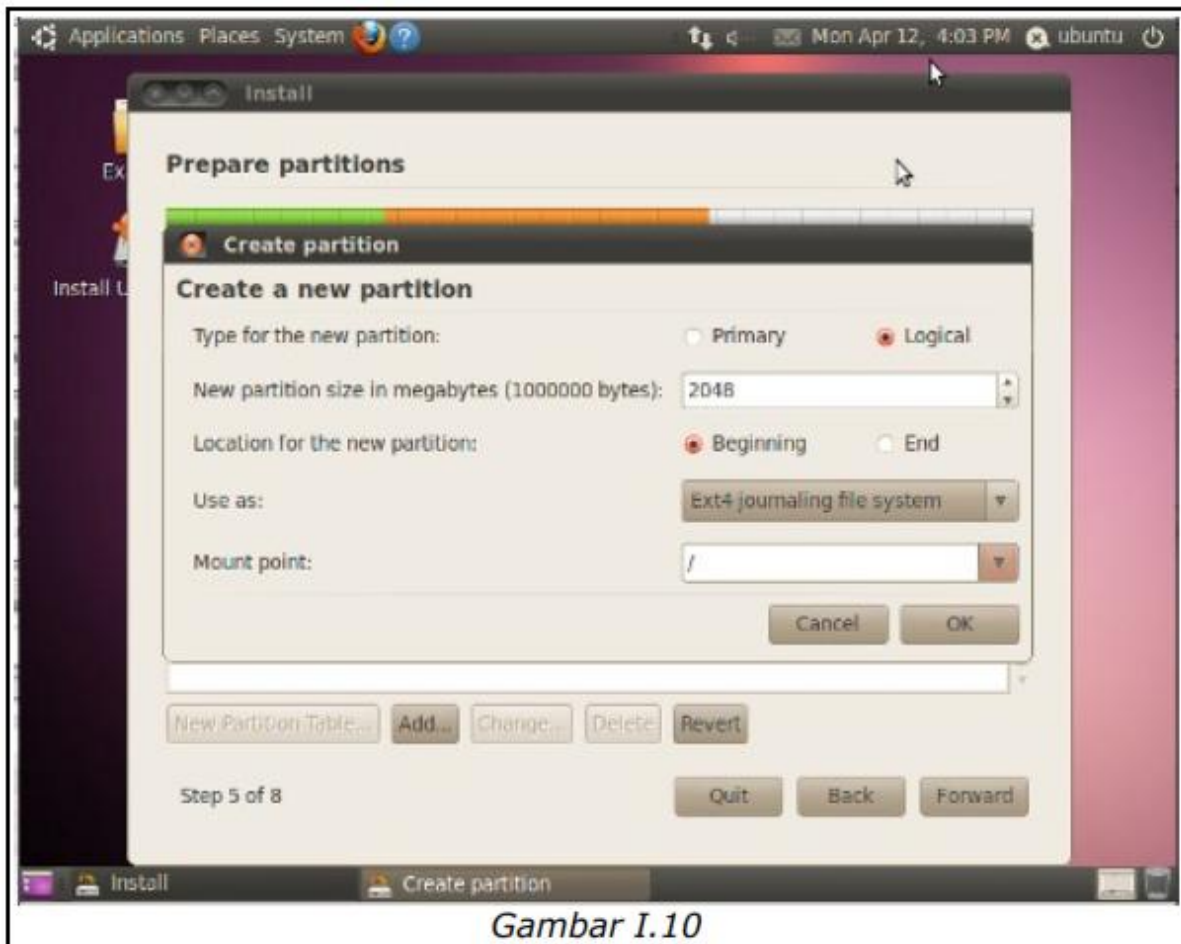 Applications Places System Mon Apr 12, 4:03 PM ubuntu
Install
Prepare partitions
Ex
Create partition
Install U
Create a new partition
Type for the new partition: Primary Logical
New partition size in megabytes (1000000 bytes): 2048
Location for the new partition: Beginning End
Use as: Ext4 journaling file system
Mount point: /
Cancel OK
New Partition Table... Add... Change... Delete Revert
Step 5 of 8 Quit Back Forward
Install Create partition
Gambar I.10